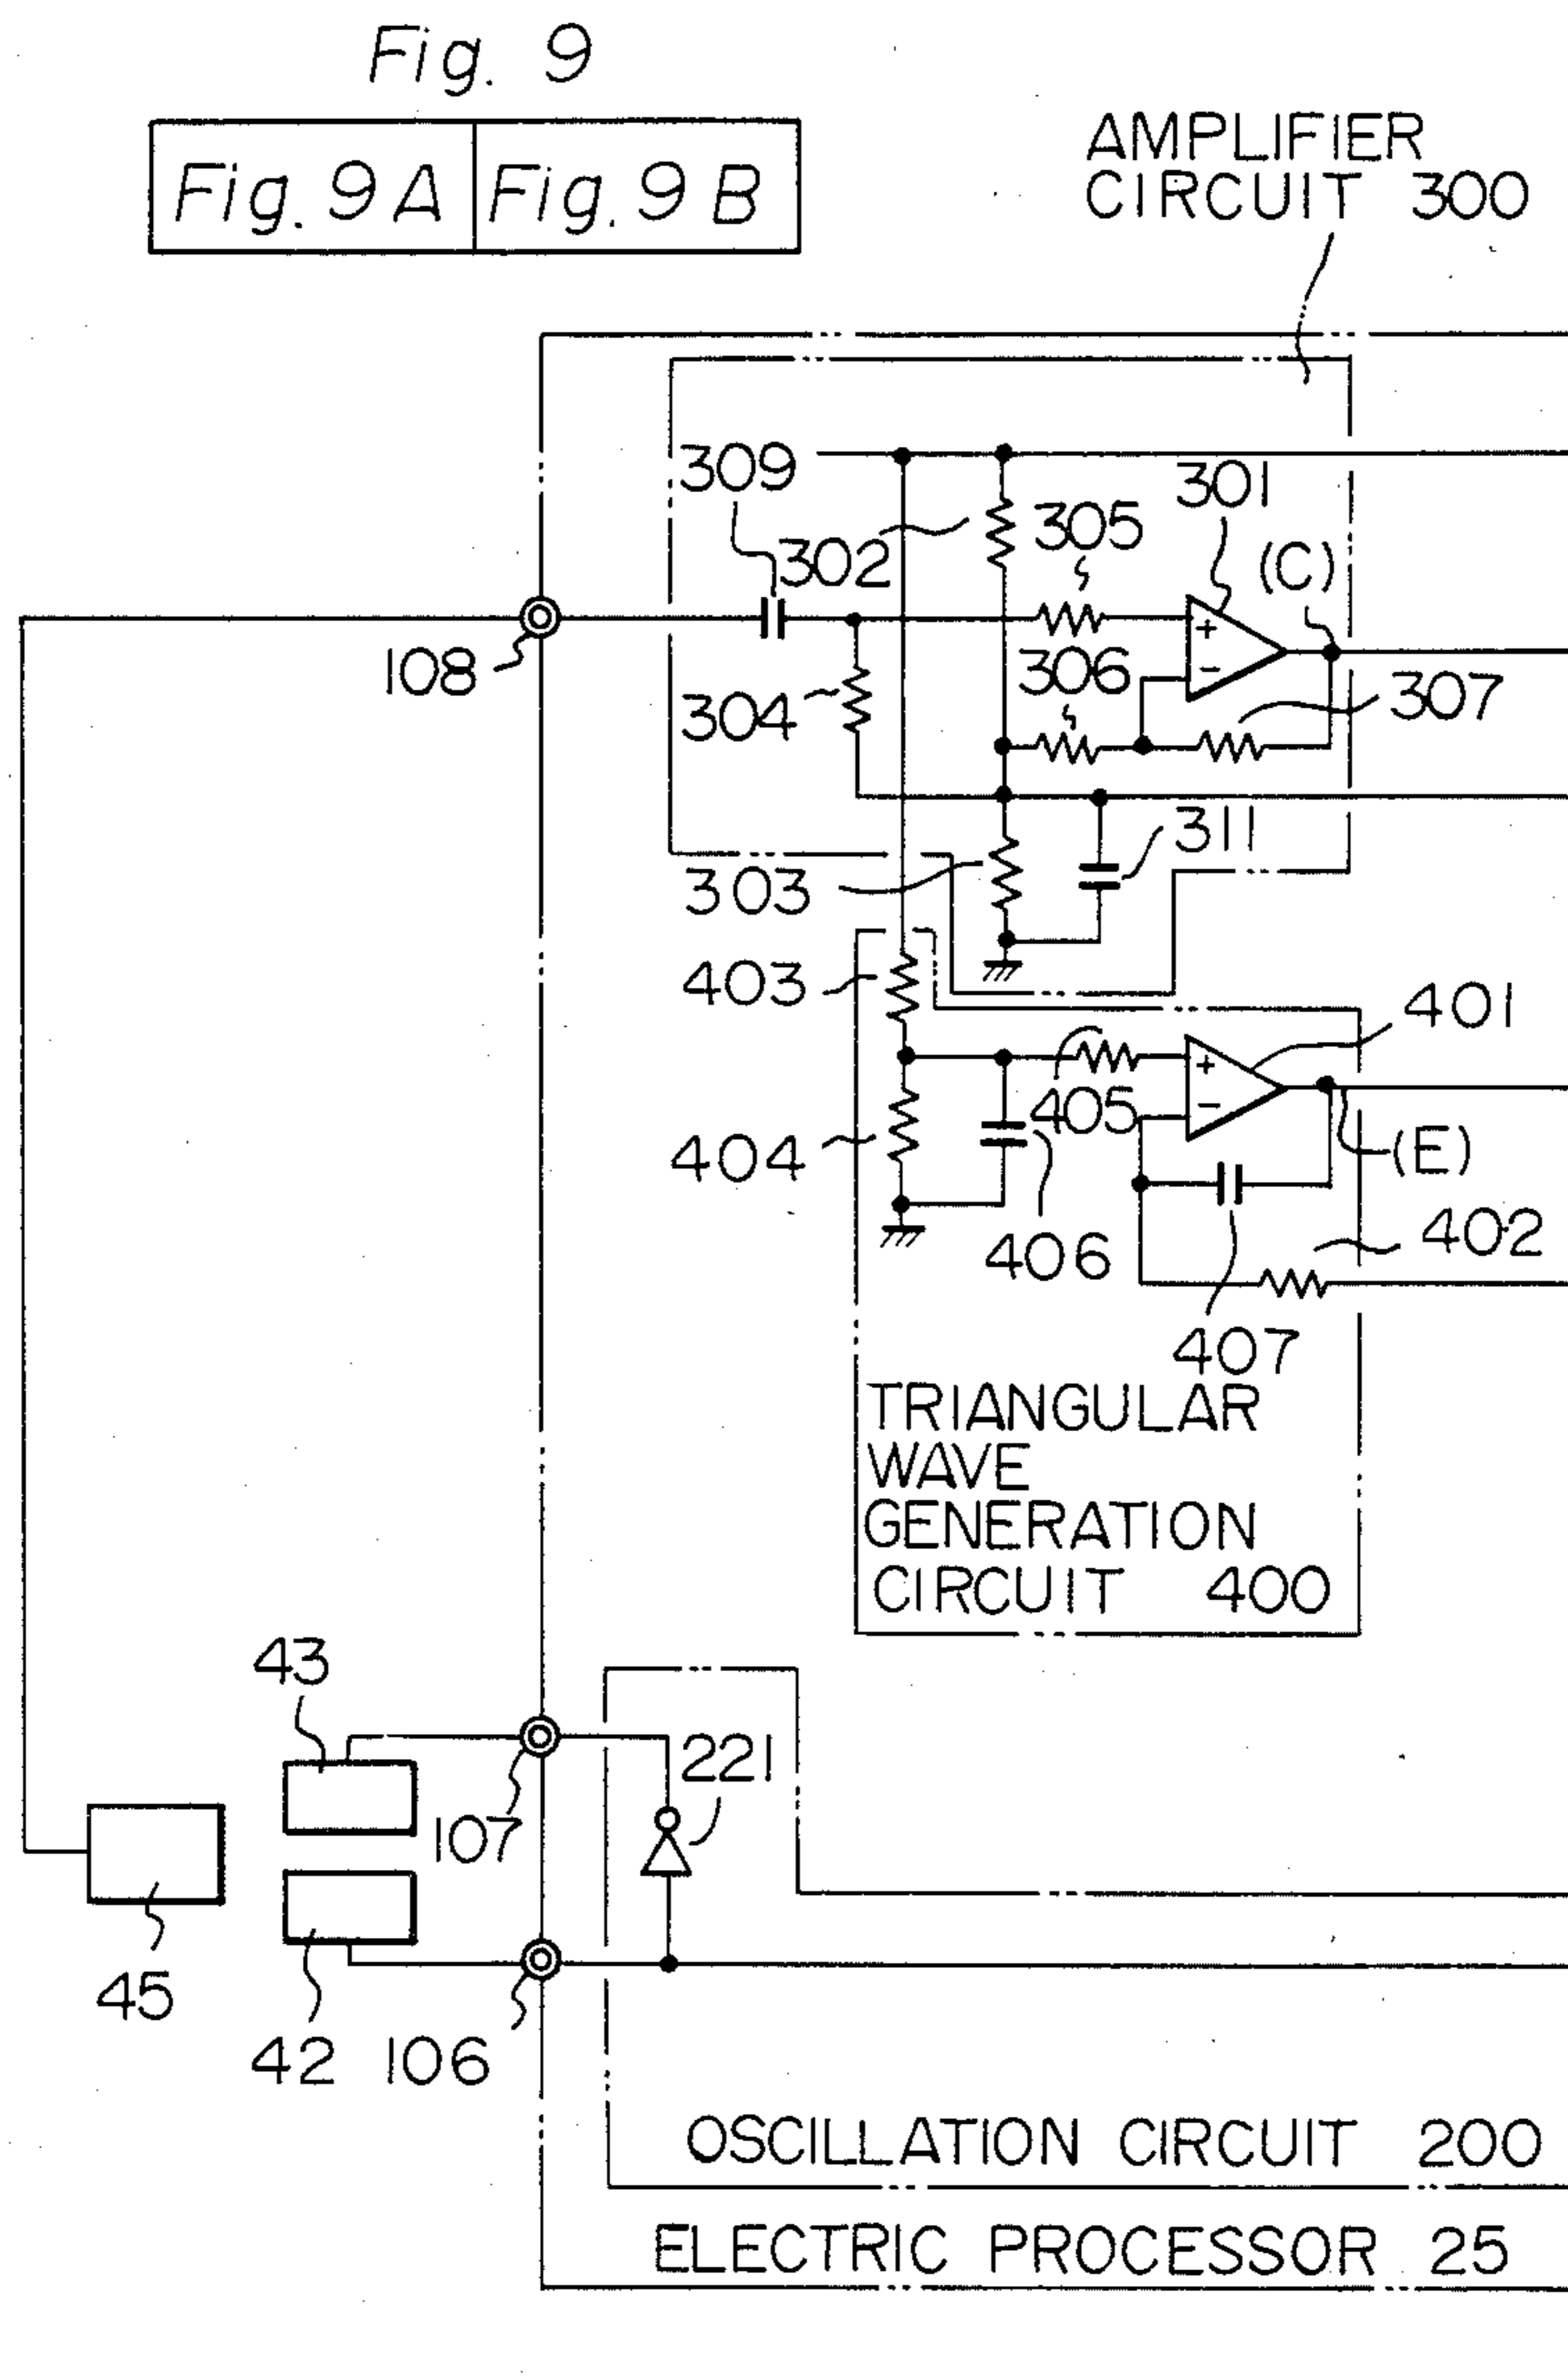 Fig. 9
Fig. 9A Fig. 9B
AMPLIFIER
CIRCUIT 300
309
302
305
301
(C)
+
-
108
304
306
307
303
311
403
401
+
-
405
404
(E)
406
402
407
TRIANGULAR
WAVE
GENERATION
CIRCUIT 400
43
221
107
45
42
106
OSCILLATION CIRCUIT 200
ELECTRIC PROCESSOR 25